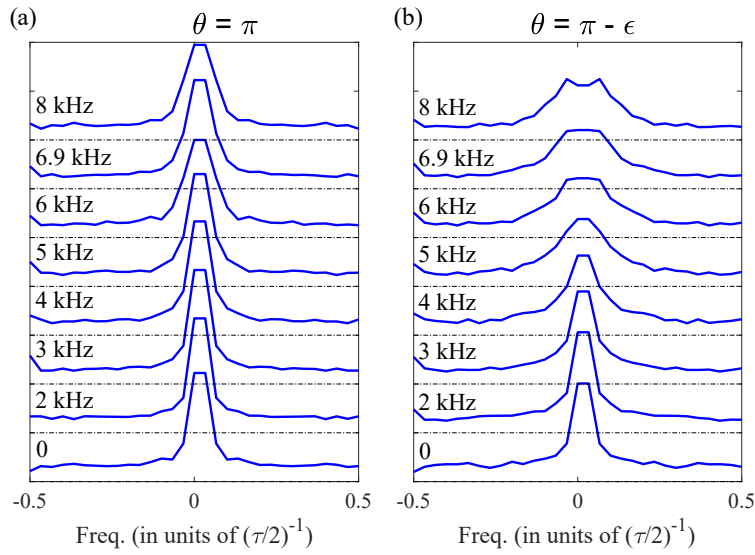 (a)
θ = π
8 kHz
6.9 kHz
6 kHz
5 kHz
4 kHz
3 kHz
2 kHz
0
-0.5 0 0.5
Freq. (in units of (τ/2)⁻¹)
(b)
θ = π - ϵ
8 kHz
6.9 kHz
6 kHz
5 kHz
4 kHz
3 kHz
2 kHz
0
-0.5 0 0.5
Freq. (in units of (τ/2)⁻¹)